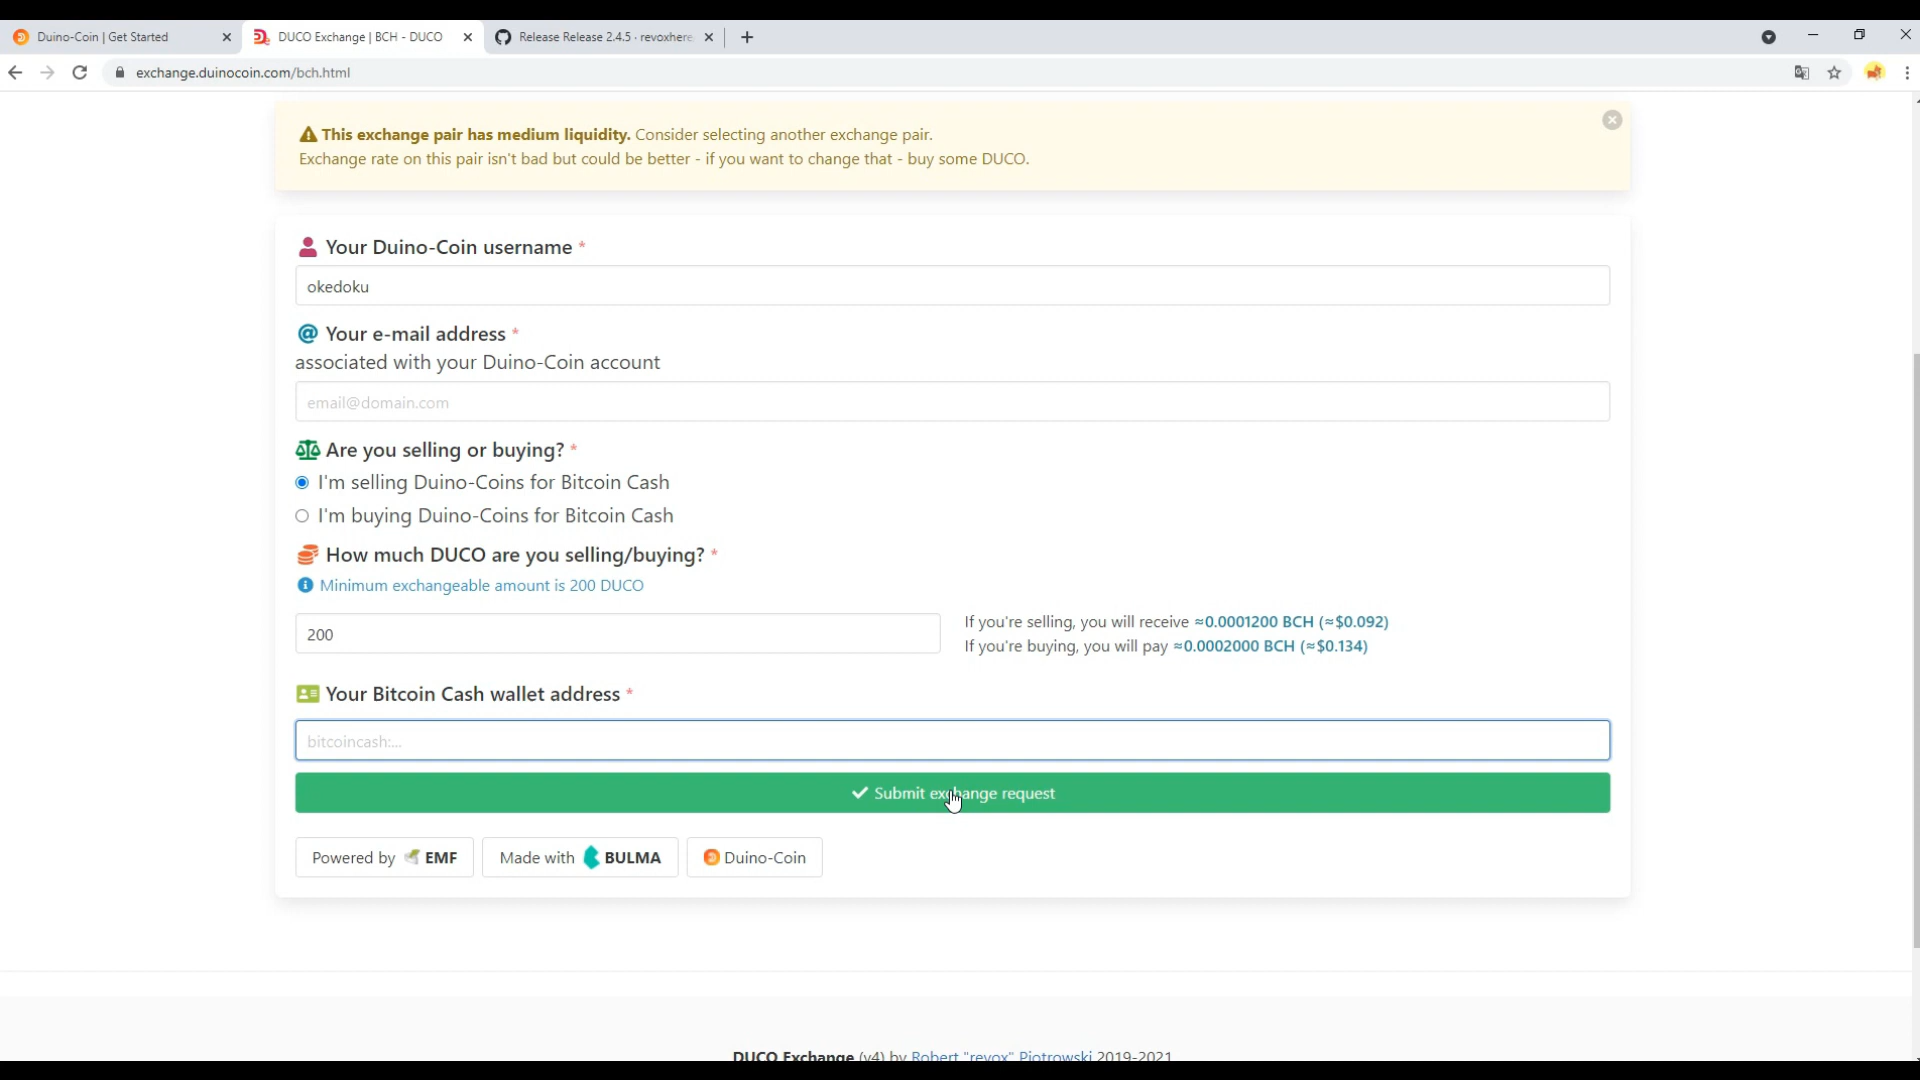 Duino-Coin | Get Started
DUCO Exchange | BCH - DUCO
Release Release 2.4.5 · revoxhere
exchange.duinocoin.com/bch.html
This exchange pair has medium liquidity. Consider selecting another exchange pair.
Exchange rate on this pair isn't bad but could be better - if you want to change that - buy some DUCO.
Your Duino-Coin username *
okedoku
Your e-mail address *
associated with your Duino-Coin account
email@domain.com
Are you selling or buying? *
I'm selling Duino-Coins for Bitcoin Cash
I'm buying Duino-Coins for Bitcoin Cash
How much DUCO are you selling/buying? *
Minimum exchangeable amount is 200 DUCO
200
If you're selling, you will receive ≈0.0001200 BCH (≈$0.092)
If you're buying, you will pay ≈0.0002000 BCH (≈$0.134)
Your Bitcoin Cash wallet address *
bitcoincash:...
Submit exchange request
Powered by EMF
Made with BULMA
Duino-Coin
DUCO Exchange (v4) by Robert "revox" Piotrowski 2019-2021